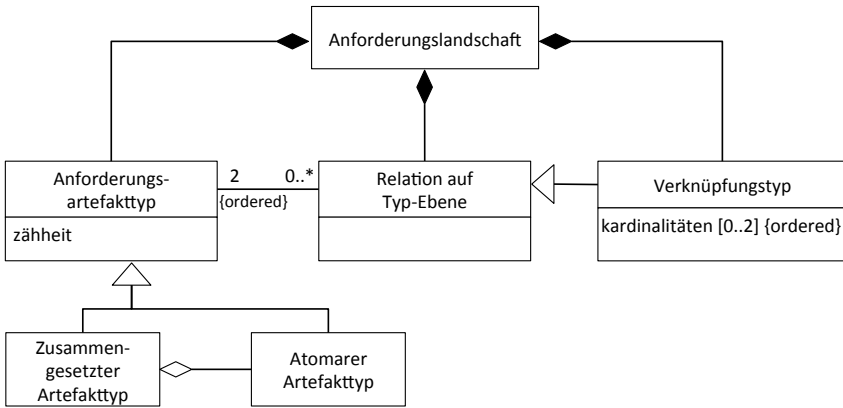 Anforderungslandschaft
Anforderungs-
artefakttyp
zähheit
2
0..*
{ordered}
Relation auf
Typ-Ebene
Verknüpfungstyp
kardinalitäten [0..2] {ordered}
Zusammen-
gesetzter
Artefakttyp
Atomarer
Artefakttyp